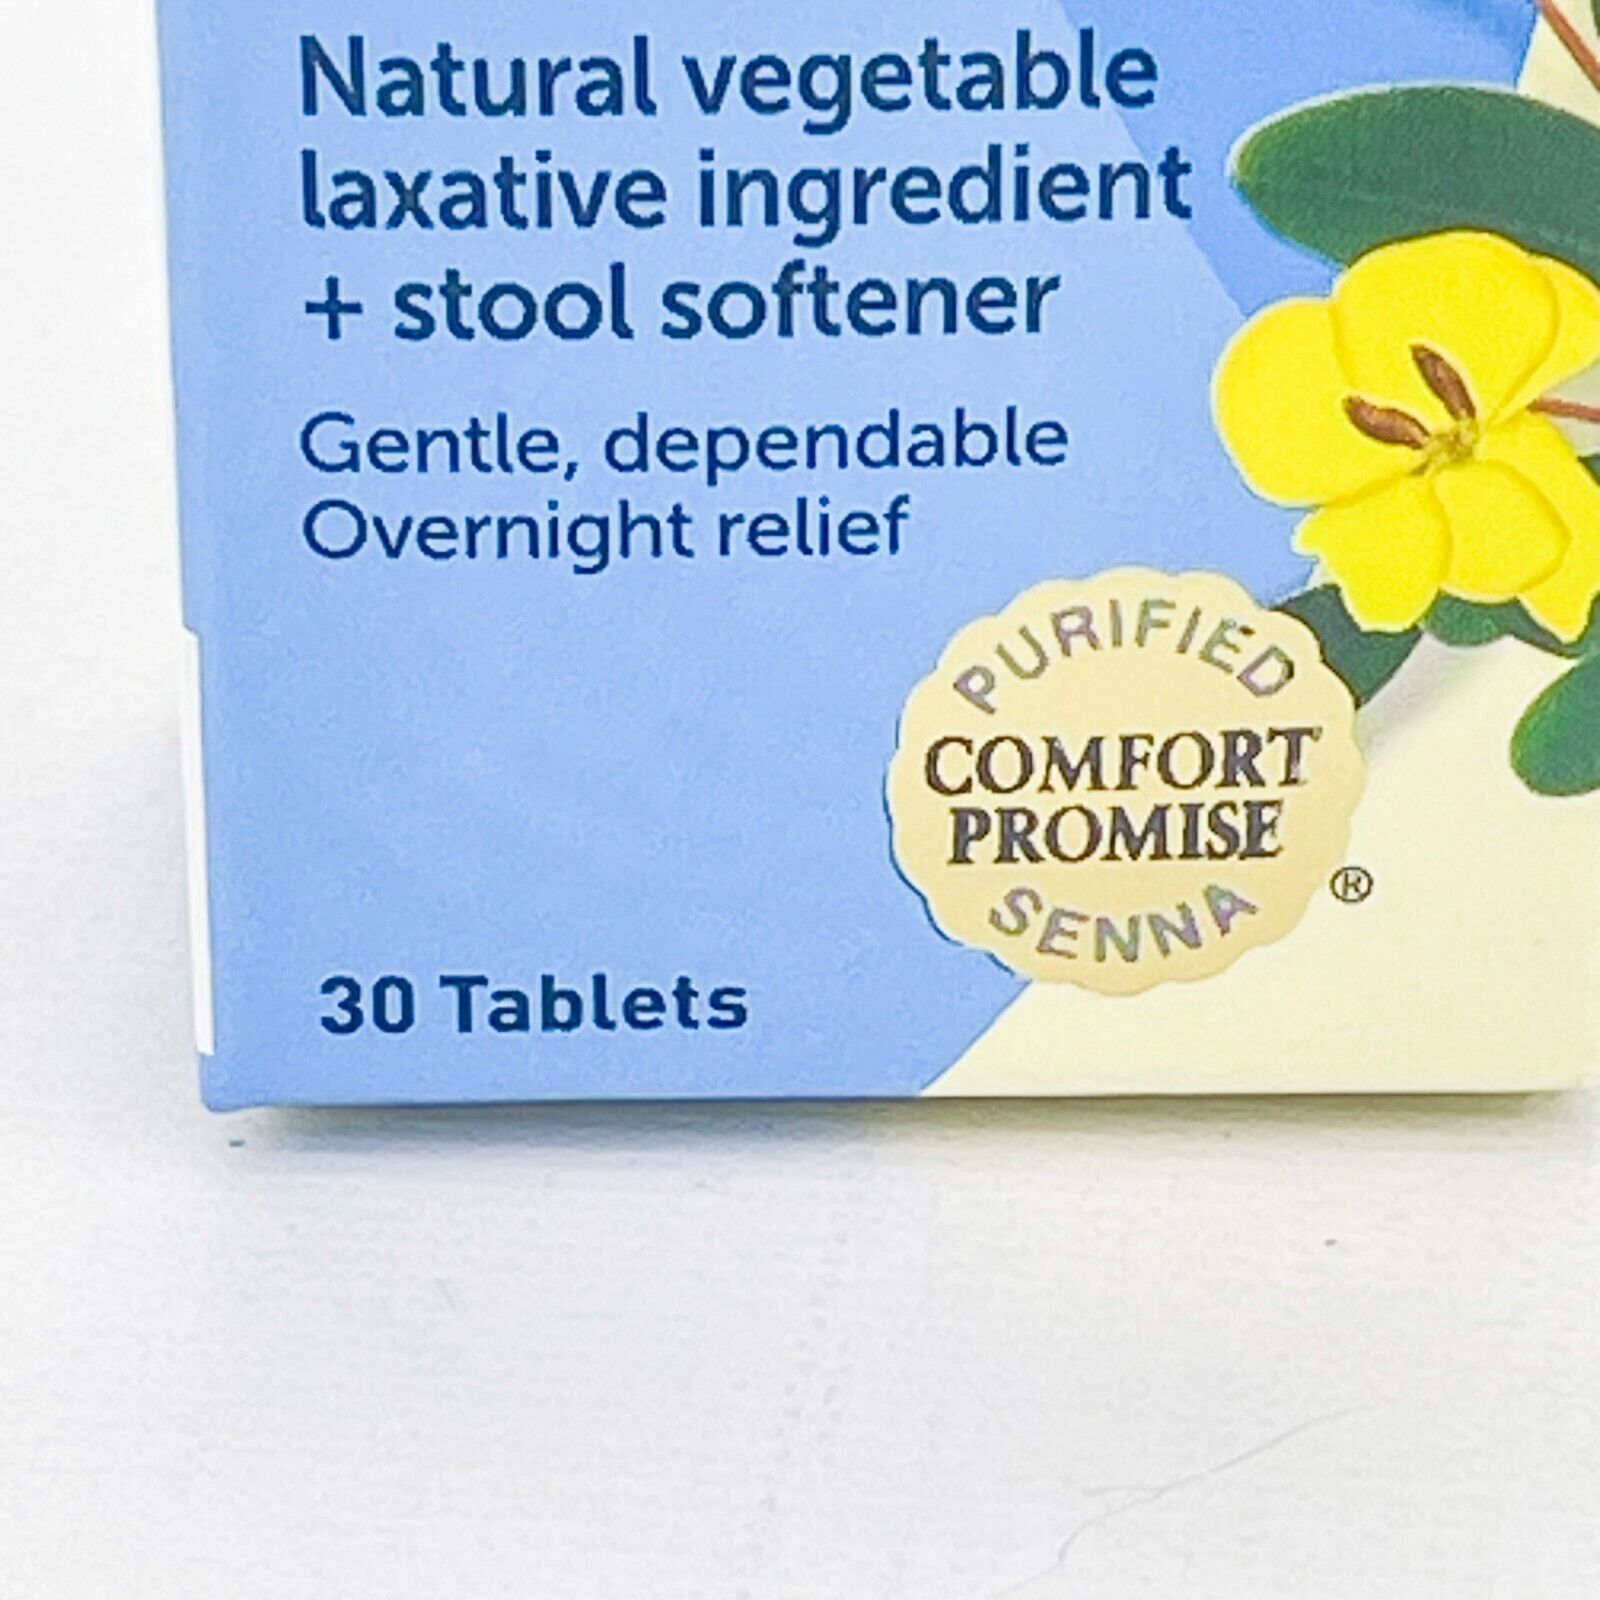 Natural vegetable
laxative ingredient
+ stool softener
Gentle, dependable
Overnight relief
PURIFIED
COMFORT
PROMISE
SENNA
®
30 Tablets